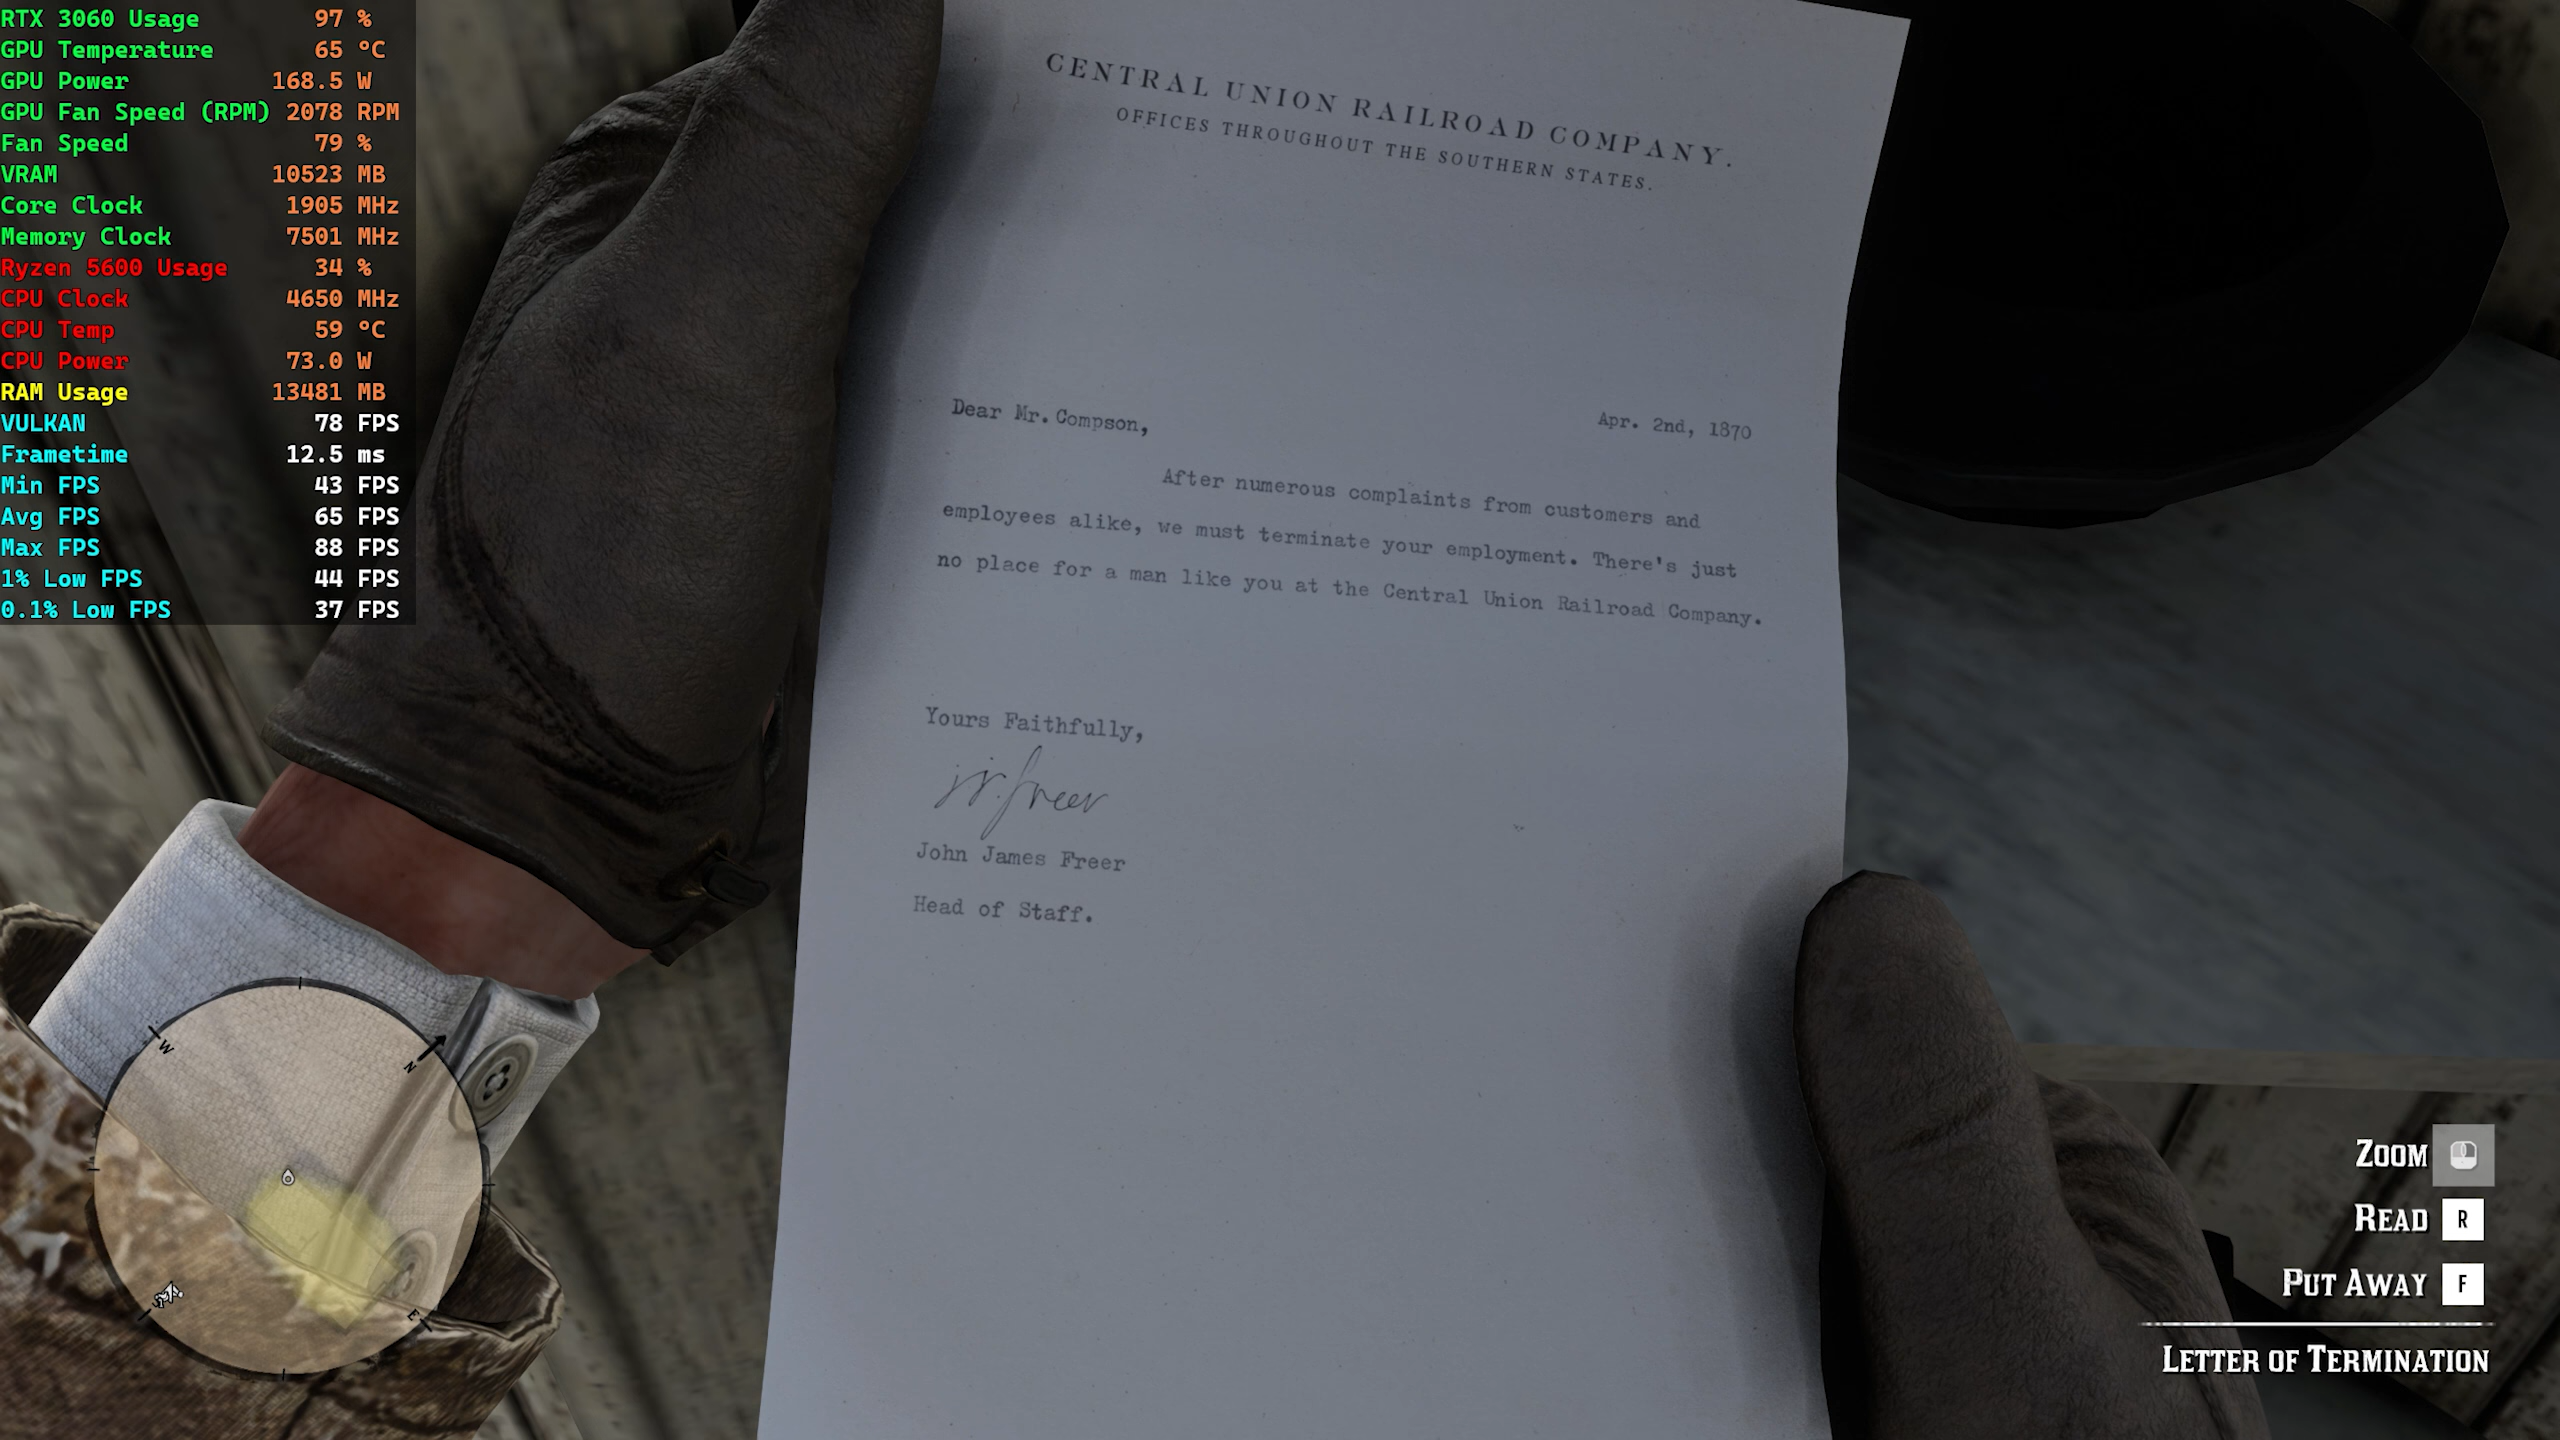 RTX 3060 Usage 97 %
GPU Temperature 65 °C
GPU Power 168.5 W
GPU Fan Speed (RPM) 2078 RPM
Fan Speed 79 %
VRAM 10523 MB
Core Clock 1905 MHz
Memory Clock 7501 MHz
Ryzen 5600 Usage 34 %
CPU Clock 4650 MHz
CPU Temp 59 °C
CPU Power 73.0 W
RAM Usage 13481 MB
VULKAN 78 FPS
Frametime 12.5 ms
Min FPS 43 FPS
Avg FPS 65 FPS
Max FPS 88 FPS
1% Low FPS 44 FPS
0.1% Low FPS 37 FPS
CENTRAL UNION RAILROAD COMPANY.
OFFICES THROUGHOUT THE SOUTHERN STATES.
Apr. 2nd, 1870
Dear Mr. Compson,
After numerous complaints from customers and
employees alike, we must terminate your employment. There's just
no place for a man like you at the Central Union Railroad Company.
Yours Faithfully,
J.J. Freer
John James Freer
Head of Staff.
W
N
E
ZOOM
READ R
PUT AWAY F
LETTER OF TERMINATION